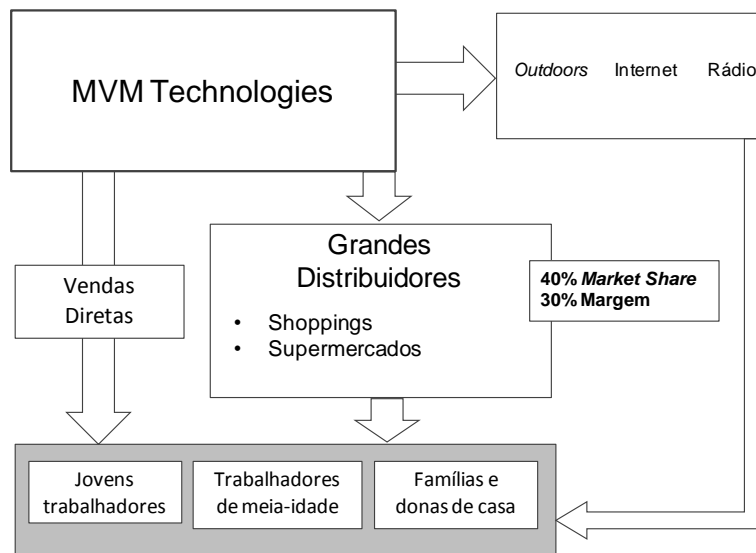 MVM Technologies
Outdoors Internet Rádio
Grandes
Distribuidores
• Shoppings
• Supermercados
40% Market Share
30% Margem
Vendas
Diretas
Jovens
trabalhadores
Trabalhadores
de meia-idade
Famílias e
donas de casa